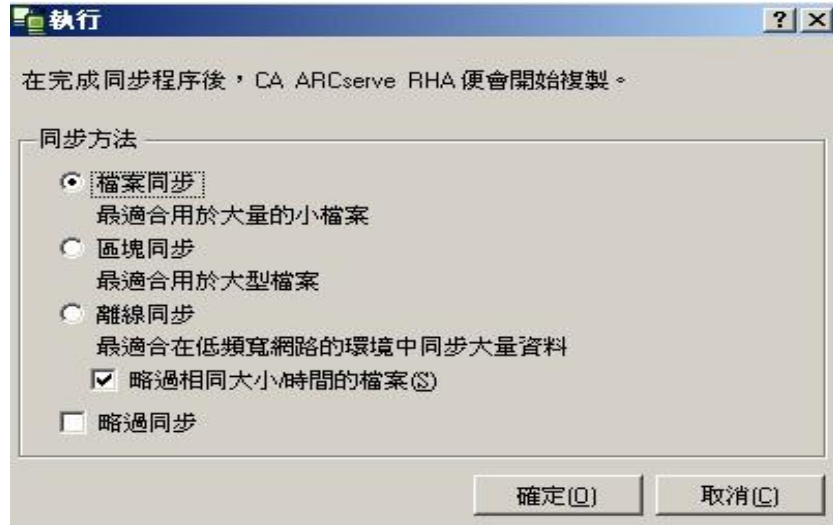 執行
在完成同步程序後，CA ARCserve RHA 便會開始複製。
同步方法
檔案同步
最適合用於大量的小檔案
區塊同步
最適合用於大型檔案
離線同步
最適合在低頻寬網路的環境中同步大量資料
略過相同大小/時間的檔案(S)
略過同步
確定(O) 取消(C)